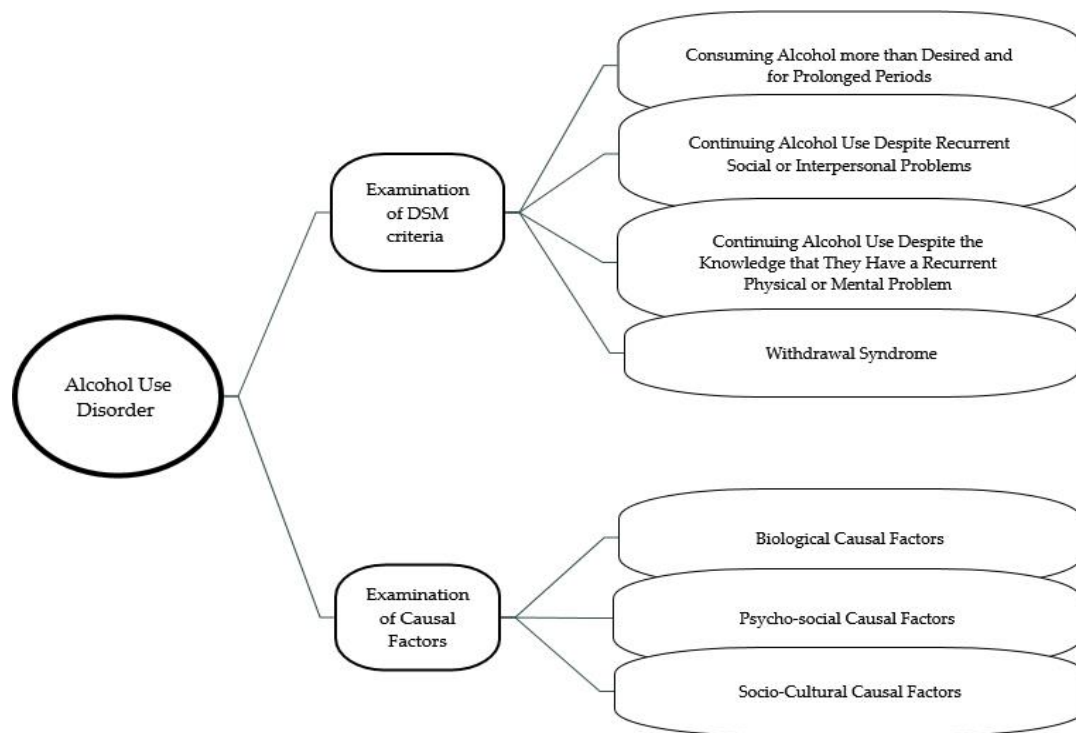 Consuming Alcohol more than Desired and
for Prolonged Periods
Continuing Alcohol Use Despite Recurrent
Social or Interpersonal Problems
Examination
of DSM
criteria
Continuing Alcohol Use Despite the
Knowledge that They Have a Recurrent
Physical or Mental Problem
Withdrawal Syndrome
Alcohol Use
Disorder
Biological Causal Factors
Examination
of Causal
Factors
Psycho-social Causal Factors
Socio-Cultural Causal Factors